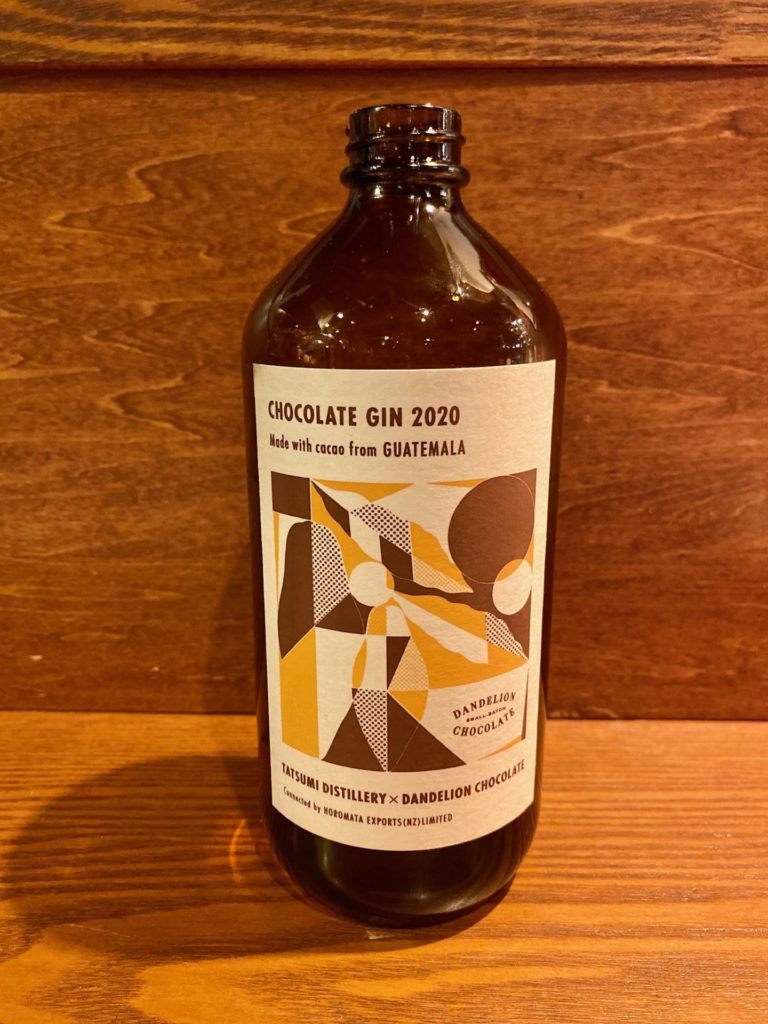 CHOCOLATE GIN 2020
Made with cacao from GUATEMALA
DANDELION
SMALL-BATCH
CHOCOLATE
TATSUMI DISTILLERY × DANDELION CHOCOLATE
Connected by HOROMATA EXPORTS(NZ)LIMITED